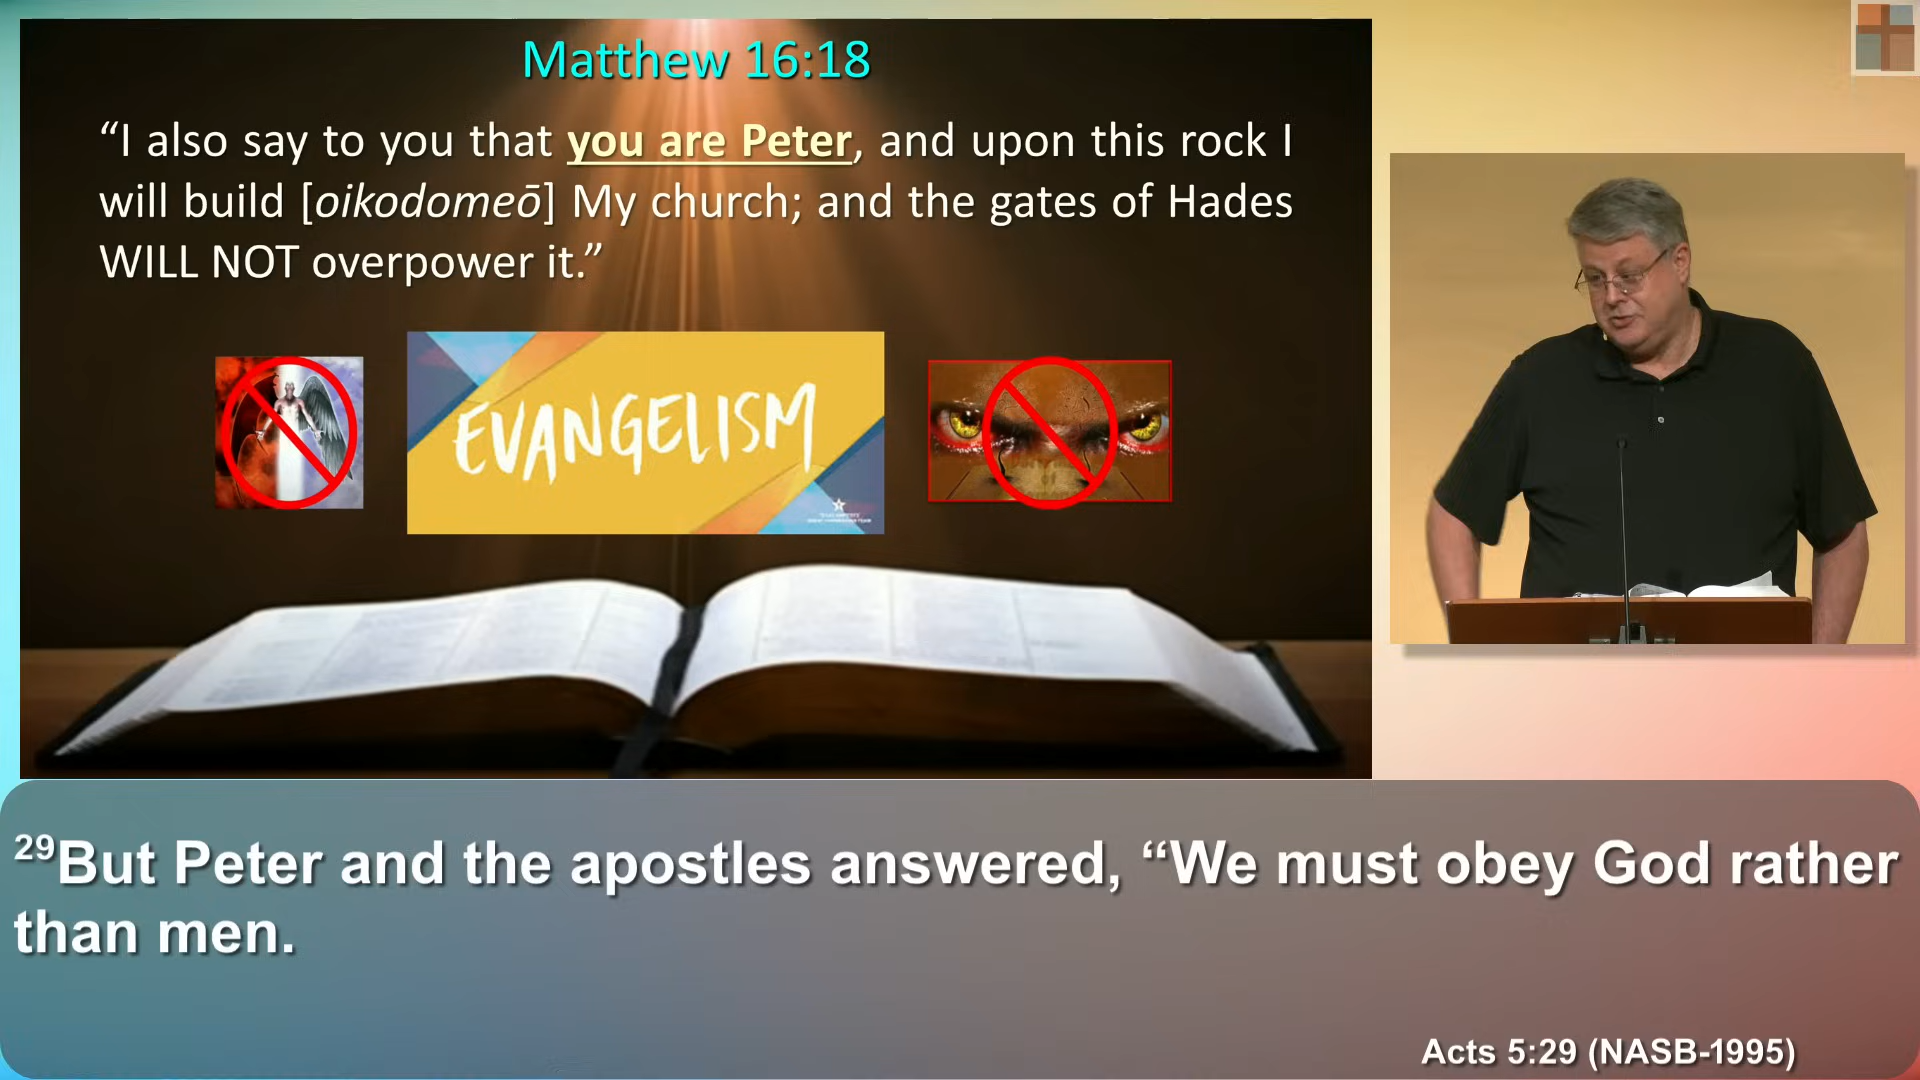 Matthew 16:18
“I also say to you that you are Peter, and upon this rock I
will build [oikodomeō] My church; and the gates of Hades
WILL NOT overpower it.”
EVANGELISM
29But Peter and the apostles answered, “We must obey God rather
than men.
Acts 5:29 (NASB-1995)